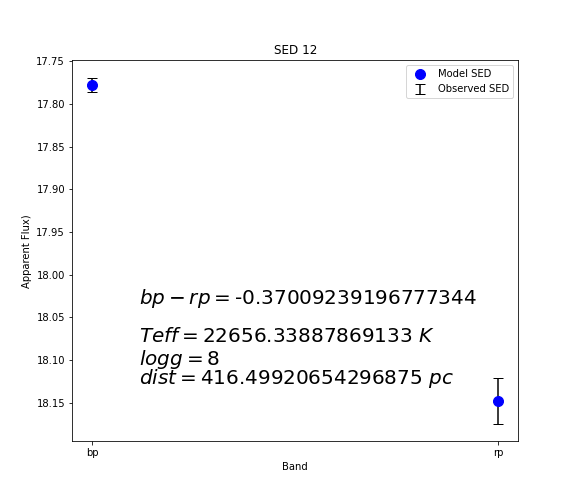 SED 12
17.75
17.80
17.85
17.90
17.95
18.00
18.05
18.10
18.15
Apparent Flux)
Model SED
Observed SED
bp − rp = -0.37009239196777344
Teff = 22656.33887869133 K
logg = 8
dist = 416.49920654296875 pc
bp
rp
Band